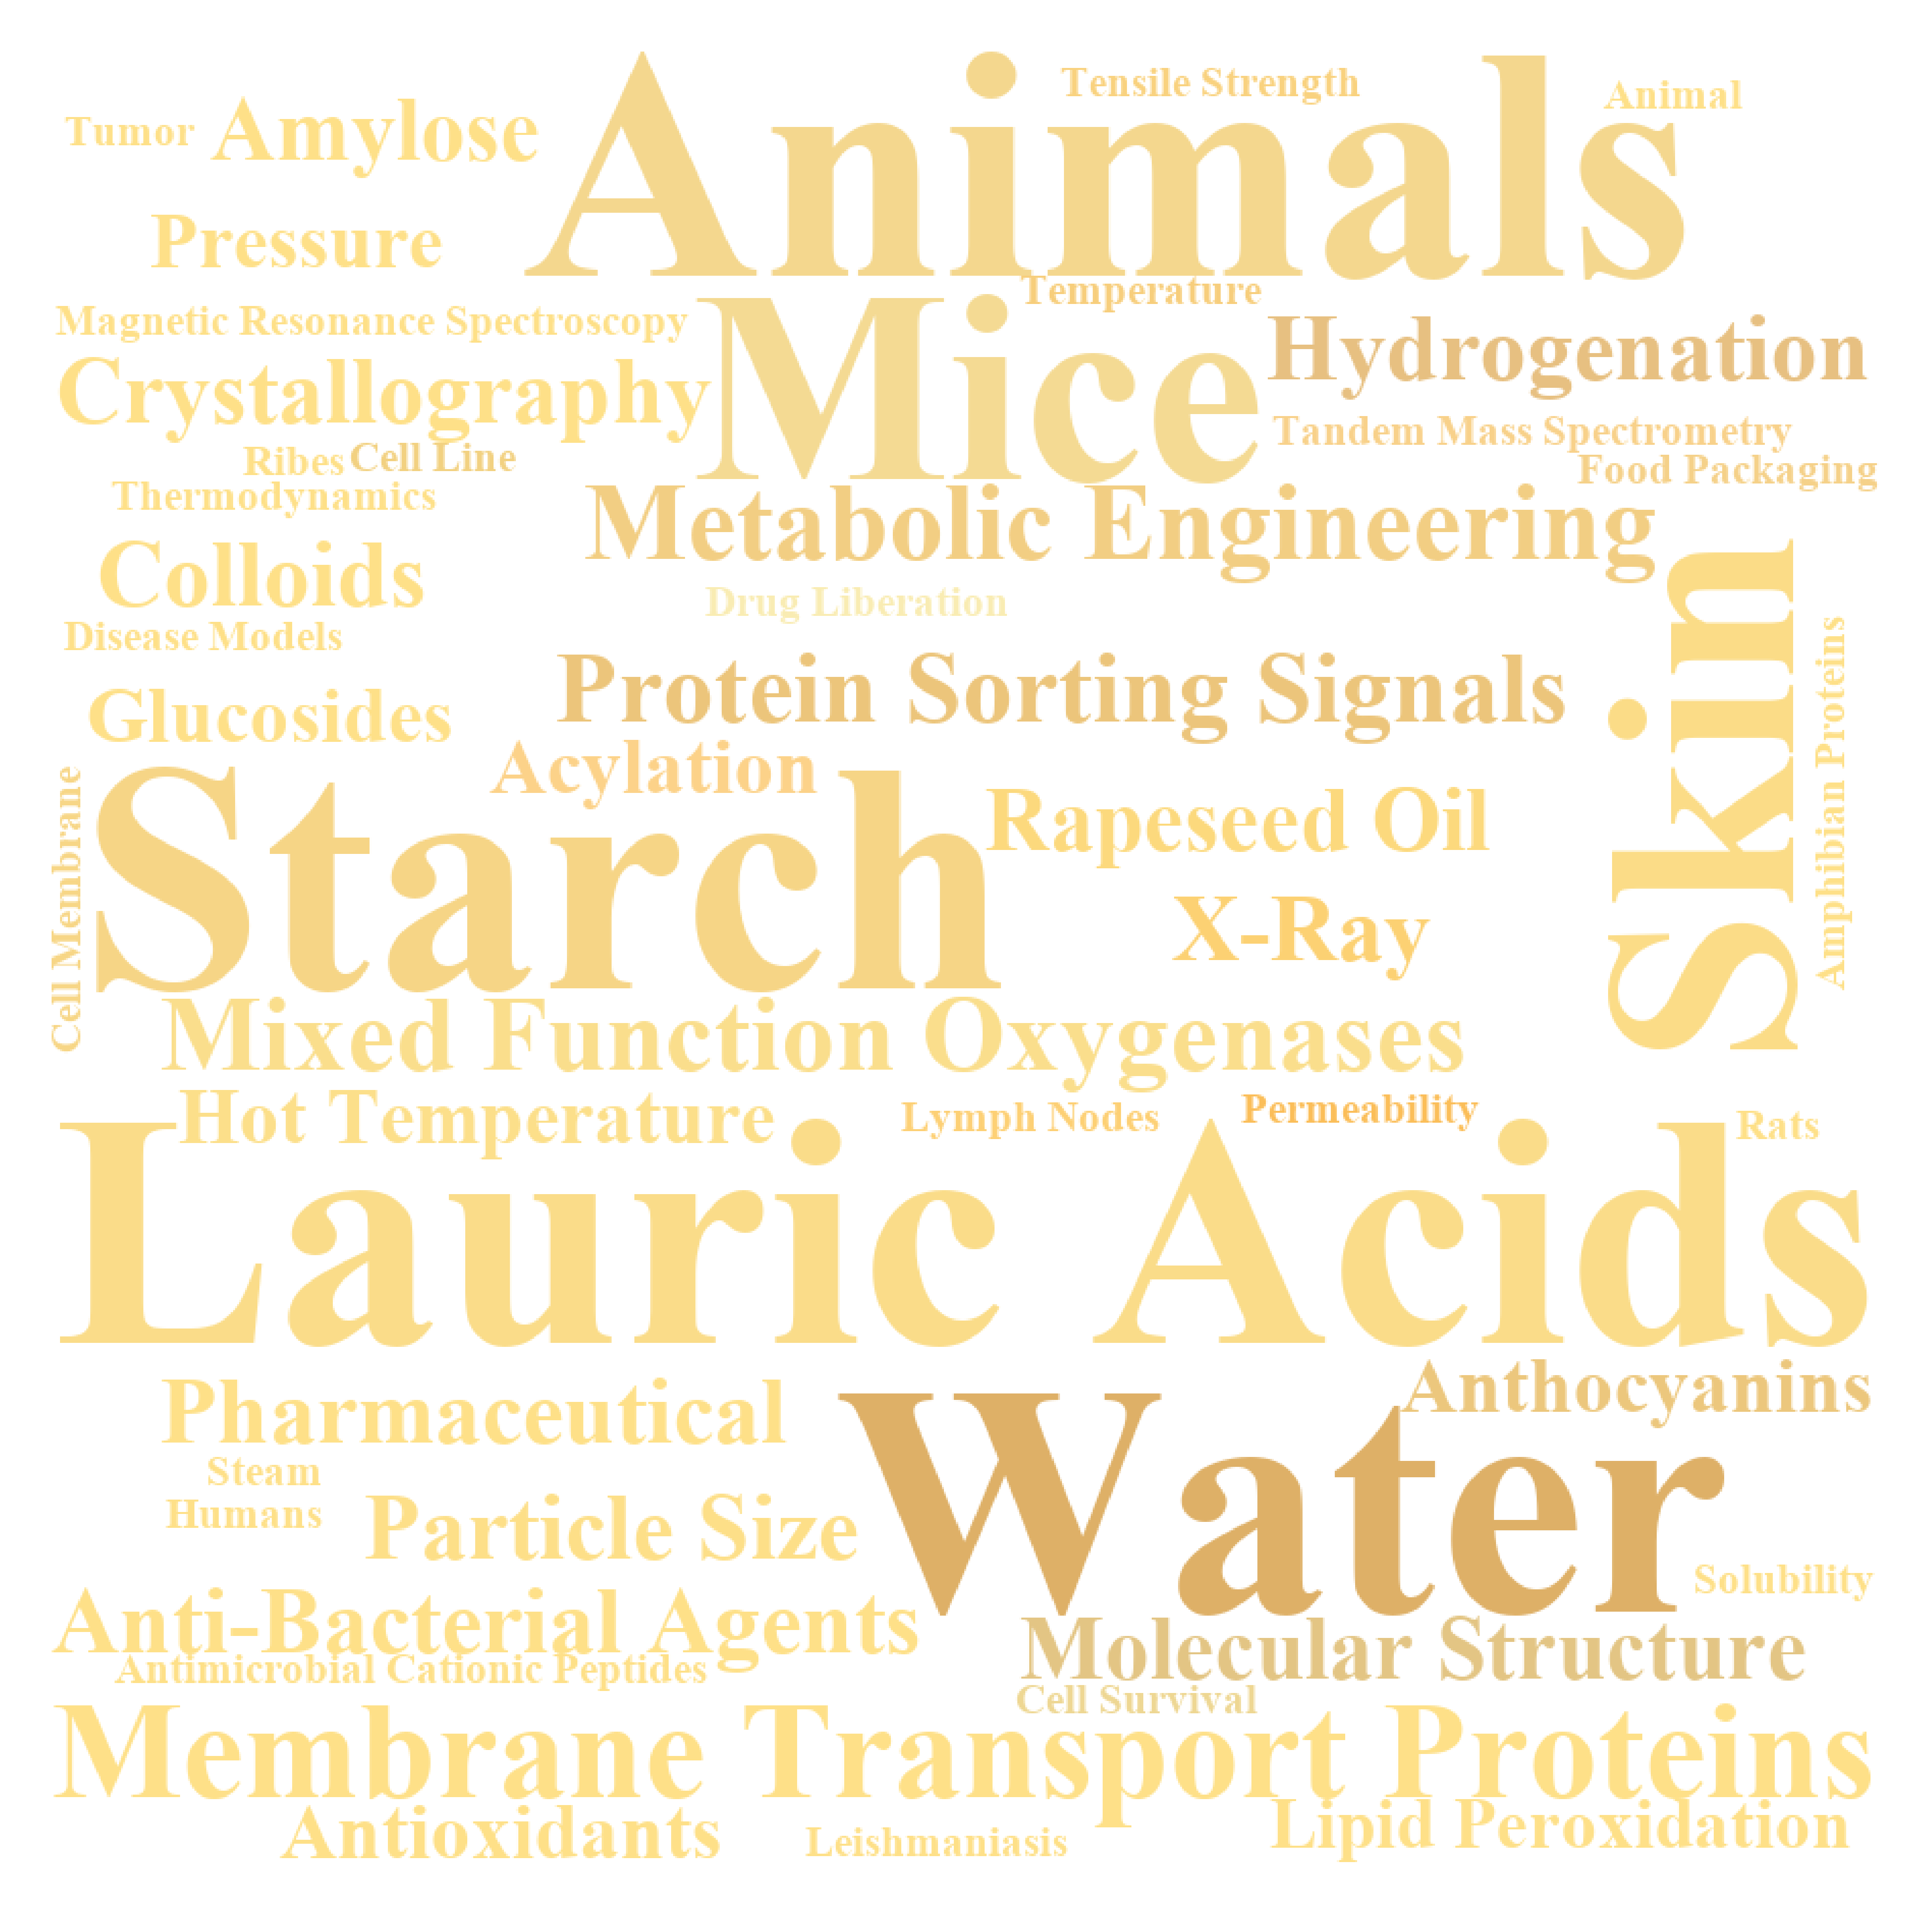 Animals
Tensile Strength
Animal
Tumor
Amylose
Pressure
Temperature
Magnetic Resonance Spectroscopy
Mice
Hydrogenation
Crystallography
Tandem Mass Spectrometry
Ribes
Cell Line
Food Packaging
Thermodynamics
Metabolic Engineering
Colloids
Drug Liberation
Disease Models
Skin
Amphibian Proteins
Protein Sorting Signals
Glucosides
Acylation
Cell Membrane
Starch
Rapeseed Oil
X-Ray
Mixed Function Oxygenases
Hot Temperature
Lymph Nodes
Permeability
Rats
Lauric Acids
Anthocyanins
Pharmaceutical
Water
Steam
Humans
Particle Size
Solubility
Anti-Bacterial Agents
Molecular Structure
Antimicrobial Cationic Peptides
Cell Survival
Membrane Transport Proteins
Antioxidants
Leishmaniasis
Lipid Peroxidation